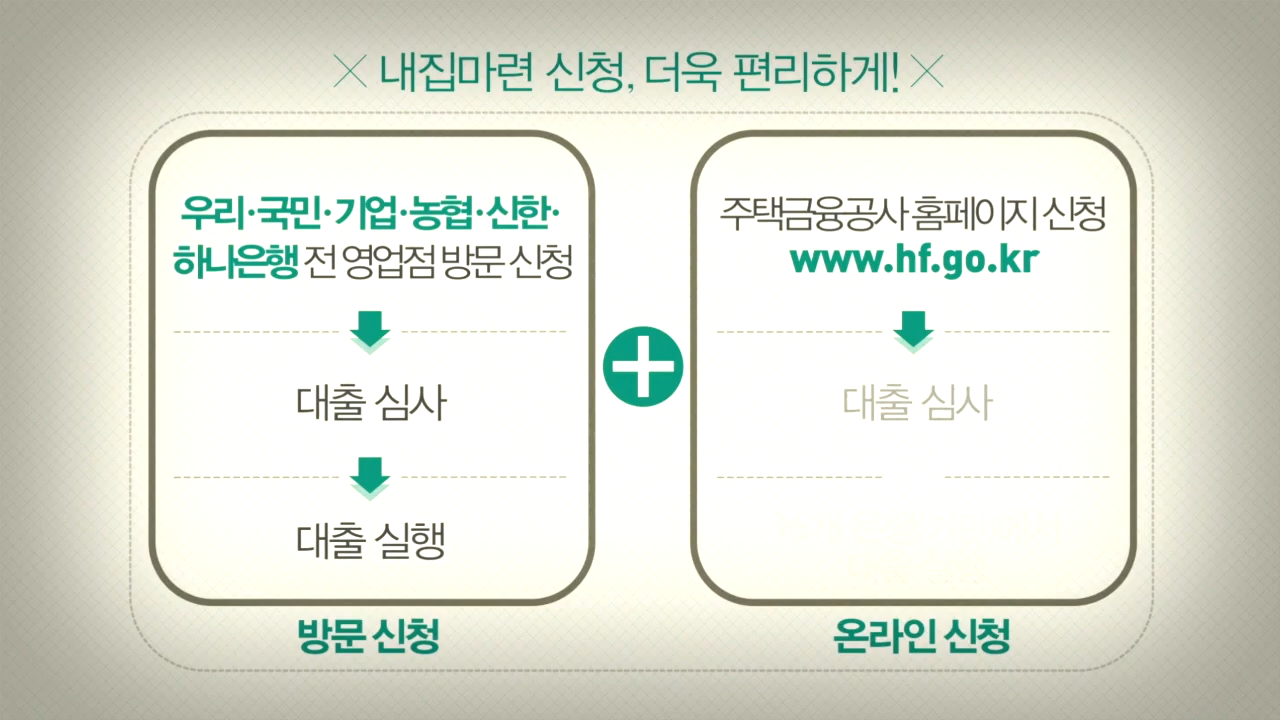 내집마련 신청, 더욱 편리하게!
우리·국민·기업·농협·신한·
하나은행 전 영업점 방문 신청
대출 심사
대출 실행
방문 신청
주택금융공사 홈페이지 신청
www.hf.go.kr
대출 심사
온라인 신청